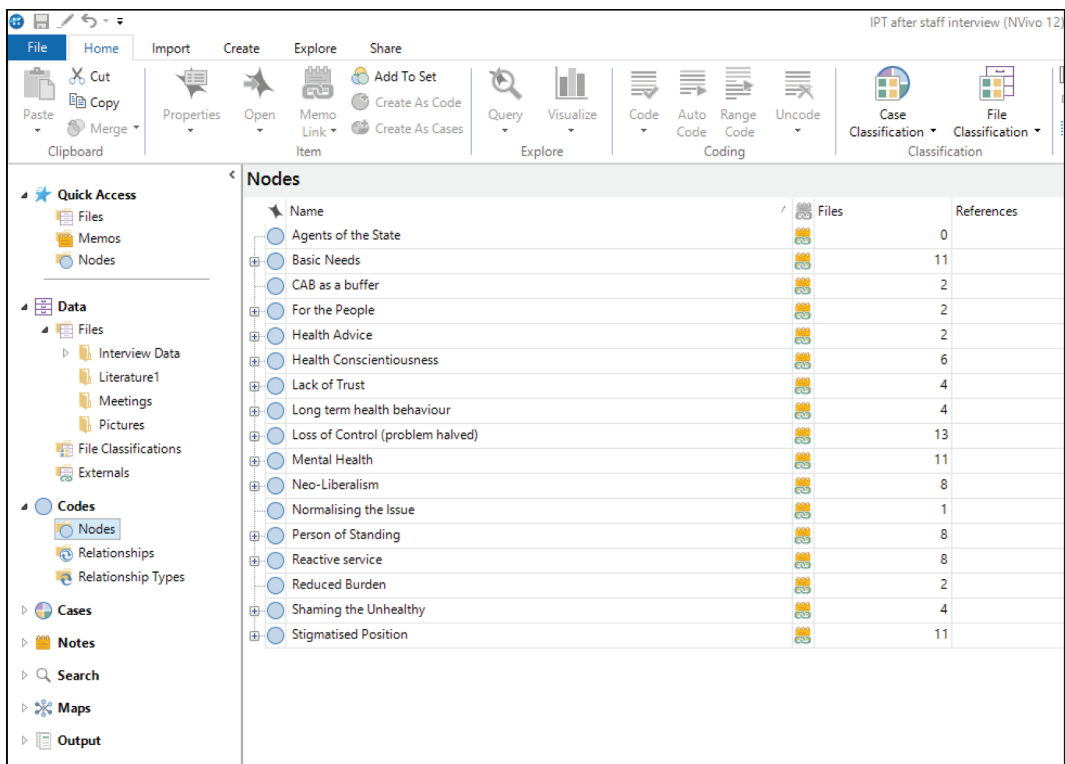 IPT after staff interview (NVivo 12)
File Home Import Create Explore Share
Paste
Cut
Copy
Merge
Clipboard
Properties
Open
Memo Link
Add To Set
Create As Code
Create As Cases
Item
Query
Visualize
Explore
Code
Auto Code
Range Code
Uncode
Coding
Case Classification
File Classification
Classification
Quick Access
Files
Memos
Nodes
Data
Files
Interview Data
Literature1
Meetings
Pictures
File Classifications
Externals
Codes
Nodes
Relationships
Relationship Types
Cases
Notes
Search
Maps
Output
Nodes
Name Files References
Agents of the State 0
Basic Needs 11
CAB as a buffer 2
For the People 2
Health Advice 2
Health Conscientiousness 6
Lack of Trust 4
Long term health behaviour 4
Loss of Control (problem halved) 13
Mental Health 11
Neo-Liberalism 8
Normalising the Issue 1
Person of Standing 8
Reactive service 8
Reduced Burden 2
Shaming the Unhealthy 4
Stigmatised Position 11